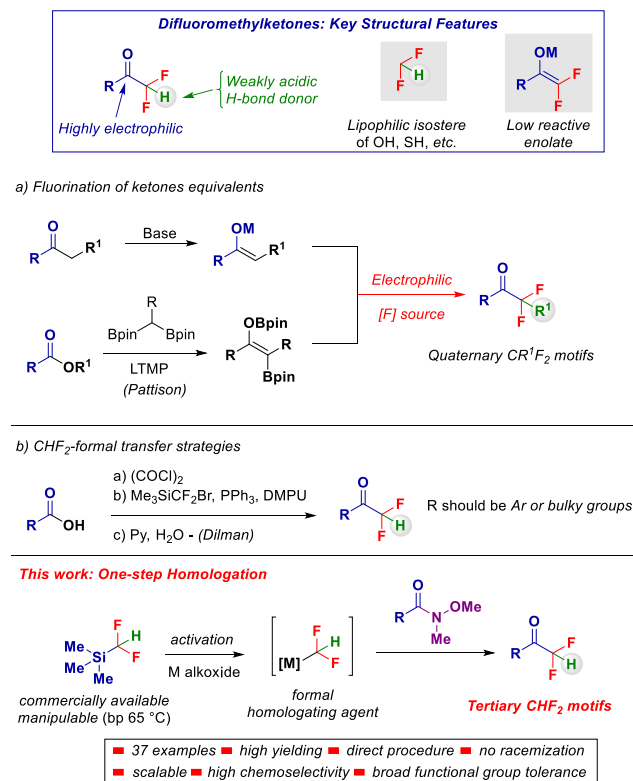 Difluoromethylketones: Key Structural Features
O
R
F
F
H
Weakly acidic
H-bond donor
Highly electrophilic
F
H
F
Lipophilic isostere
of OH, SH, etc.
OM
R
F
F
Low reactive
enolate
a) Fluorination of ketones equivalents
O
R
R¹
Base
OM
R
R¹
O
R
OR¹
R
Bpin
Bpin
LTMP
(Pattison)
OBpin
R
R
Bpin
Electrophilic
[F] source
O
R
F
F
R¹
Quaternary CR¹F₂ motifs
b) CHF₂-formal transfer strategies
O
R
OH
a) (COCl)₂
b) Me₃SiCF₂Br, PPh₃, DMPU
c) Py, H₂O - (Dilman)
O
R
F
F
H
R should be Ar or bulky groups
This work: One-step Homologation
F
H
Me
Si
F
Me
Me
commercially available
manipulable (bp 65 °C)
activation
M alkoxide
F
H
[M]
F
formal
homologating agent
O
R
N
OMe
Me
O
R
F
F
H
Tertiary CHF₂ motifs
37 examples high yielding direct procedure no racemization
scalable high chemoselectivity broad functional group tolerance